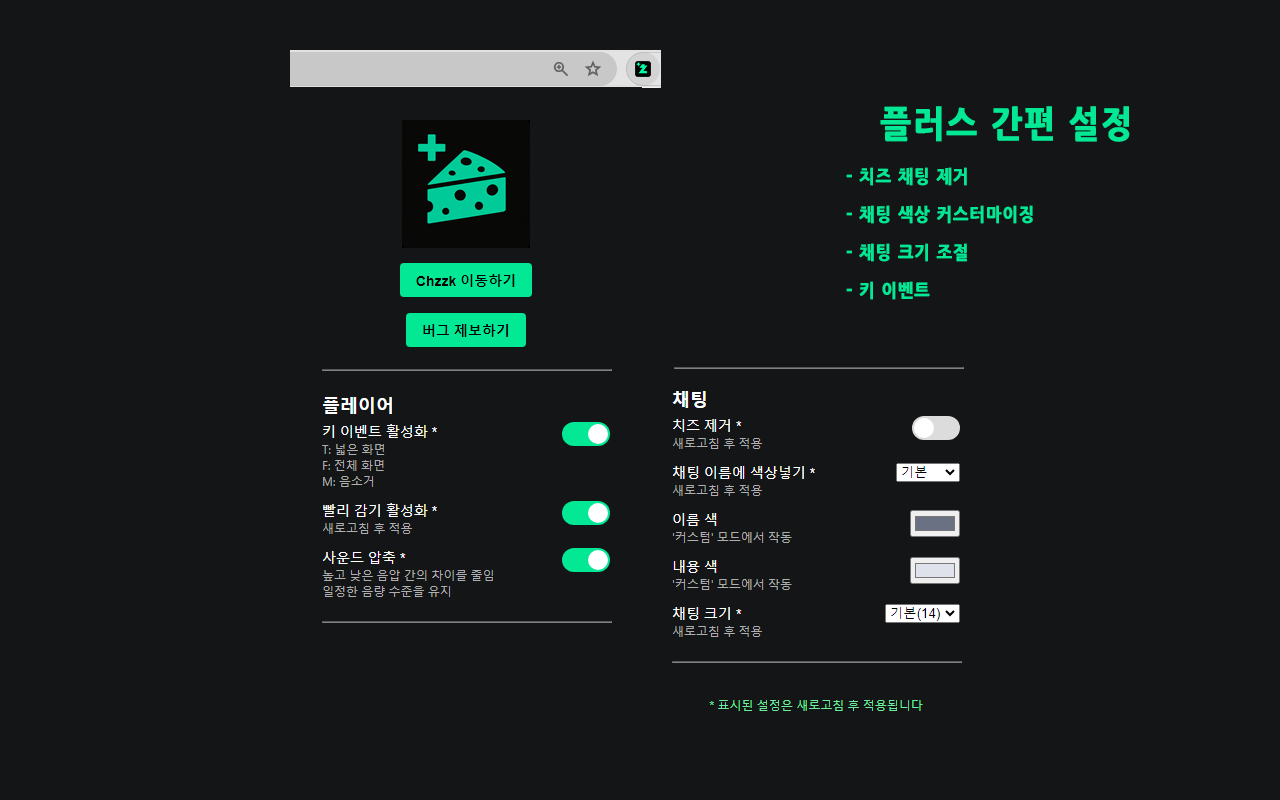 플러스 간편 설정
- 치즈 채팅 제거
- 채팅 색상 커스터마이징
- 채팅 크기 조절
- 키 이벤트
Chzzk 이동하기
버그 제보하기
플레이어
키 이벤트 활성화 *
T: 넓은 화면
F: 전체 화면
M: 음소거
빨리 감기 활성화 *
새로고침 후 적용
사운드 압축 *
높고 낮은 음압 간의 차이를 줄임
일정한 음량 수준을 유지
채팅
치즈 제거 *
새로고침 후 적용
채팅 이름에 색상넣기 *
기본
새로고침 후 적용
이름 색
'커스텀' 모드에서 작동
내용 색
'커스텀' 모드에서 작동
채팅 크기 *
기본(14)
새로고침 후 적용
* 표시된 설정은 새로고침 후 적용됩니다